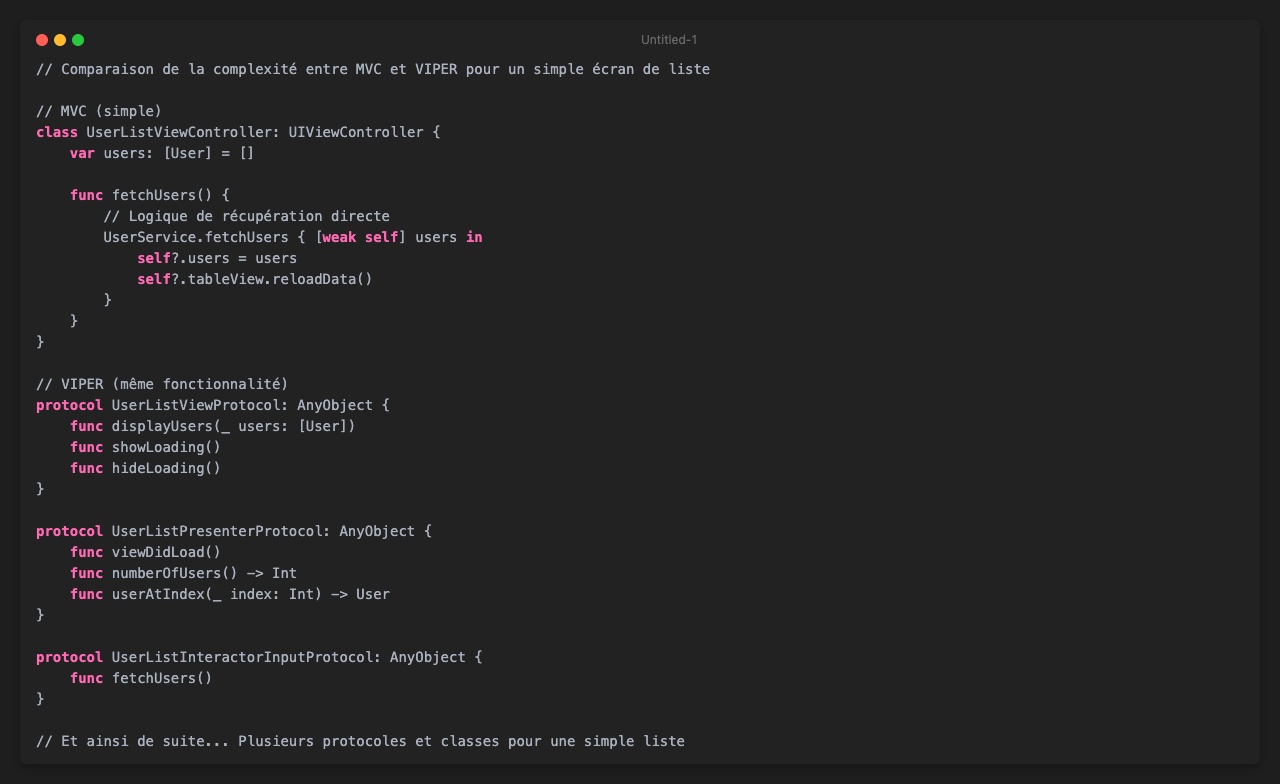 Untitled-1
// Comparaison de la complexité entre MVC et VIPER pour un simple écran de liste

// MVC (simple)
class UserListViewController: UIViewController {
    var users: [User] = []

    func fetchUsers() {
        // Logique de récupération directe
        UserService.fetchUsers { [weak self] users in
            self?.users = users
            self?.tableView.reloadData()
        }
    }
}

// VIPER (même fonctionnalité)
protocol UserListViewProtocol: AnyObject {
    func displayUsers(_ users: [User])
    func showLoading()
    func hideLoading()
}

protocol UserListPresenterProtocol: AnyObject {
    func viewDidLoad()
    func numberOfUsers() -> Int
    func userAtIndex(_ index: Int) -> User
}

protocol UserListInteractorInputProtocol: AnyObject {
    func fetchUsers()
}

// Et ainsi de suite... Plusieurs protocoles et classes pour une simple liste